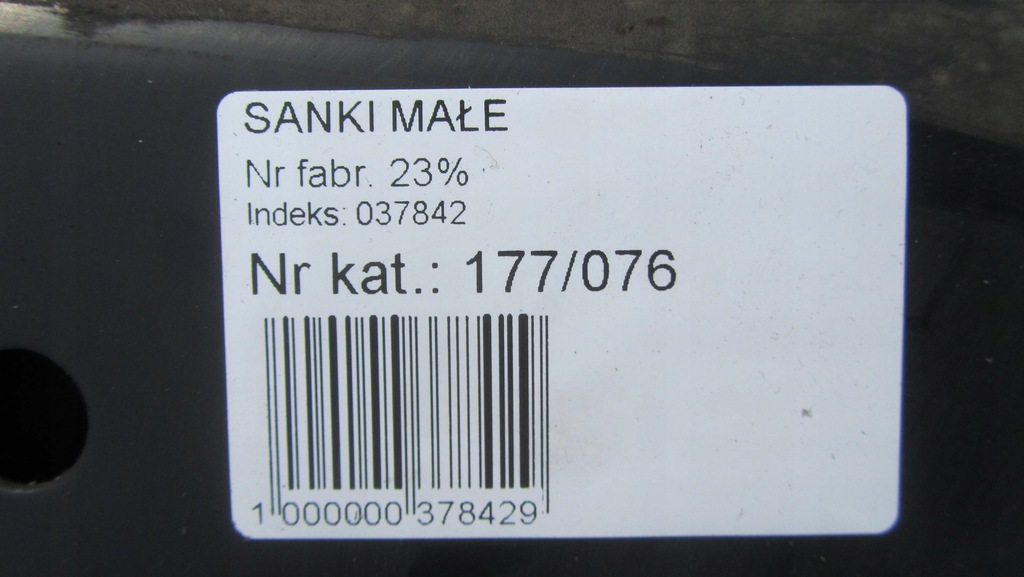 SANKI MAŁE
Nr fabr. 23%
Indeks: 037842
Nr kat.: 177/076
1 000000 378429